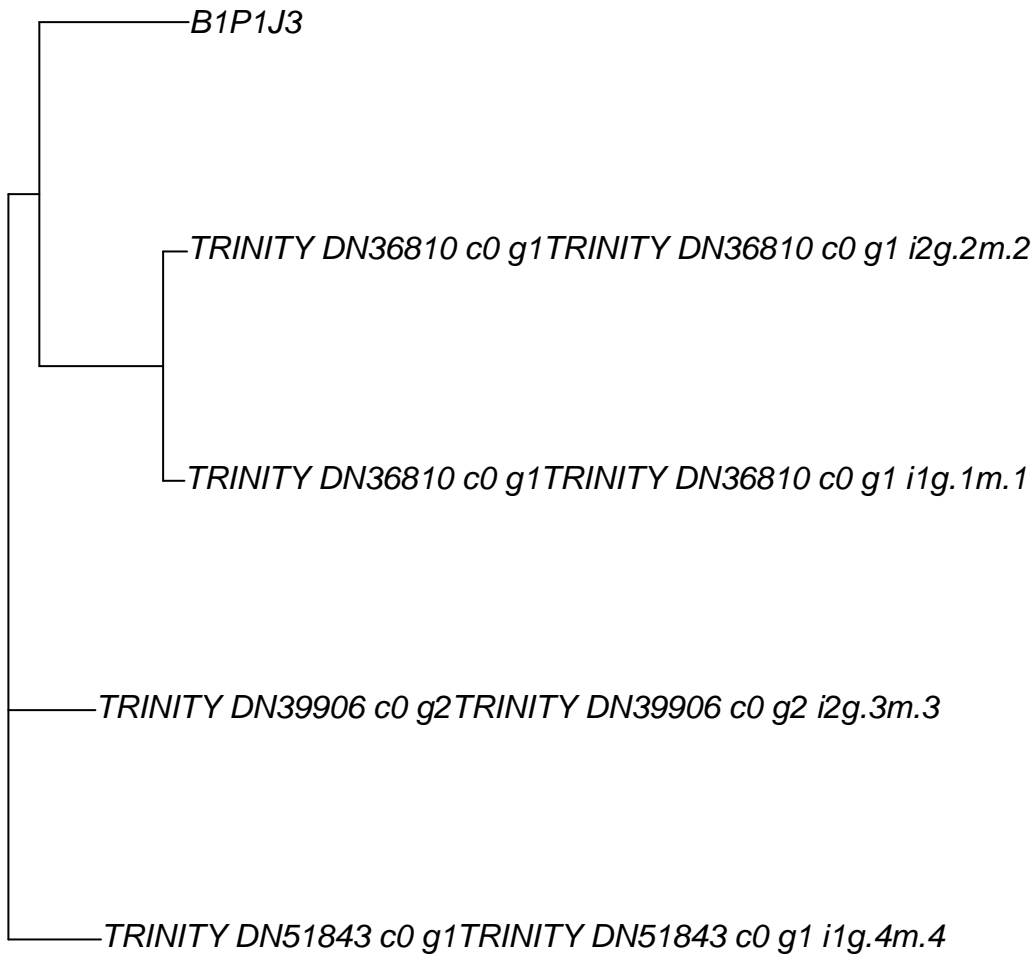 B1P1J3
TRINITY DN36810 c0 g1TRINITY DN36810 c0 g1 i2g.2m.2
TRINITY DN36810 c0 g1TRINITY DN36810 c0 g1 i1g.1m.1
TRINITY DN39906 c0 g2TRINITY DN39906 c0 g2 i2g.3m.3
TRINITY DN51843 c0 g1TRINITY DN51843 c0 g1 i1g.4m.4